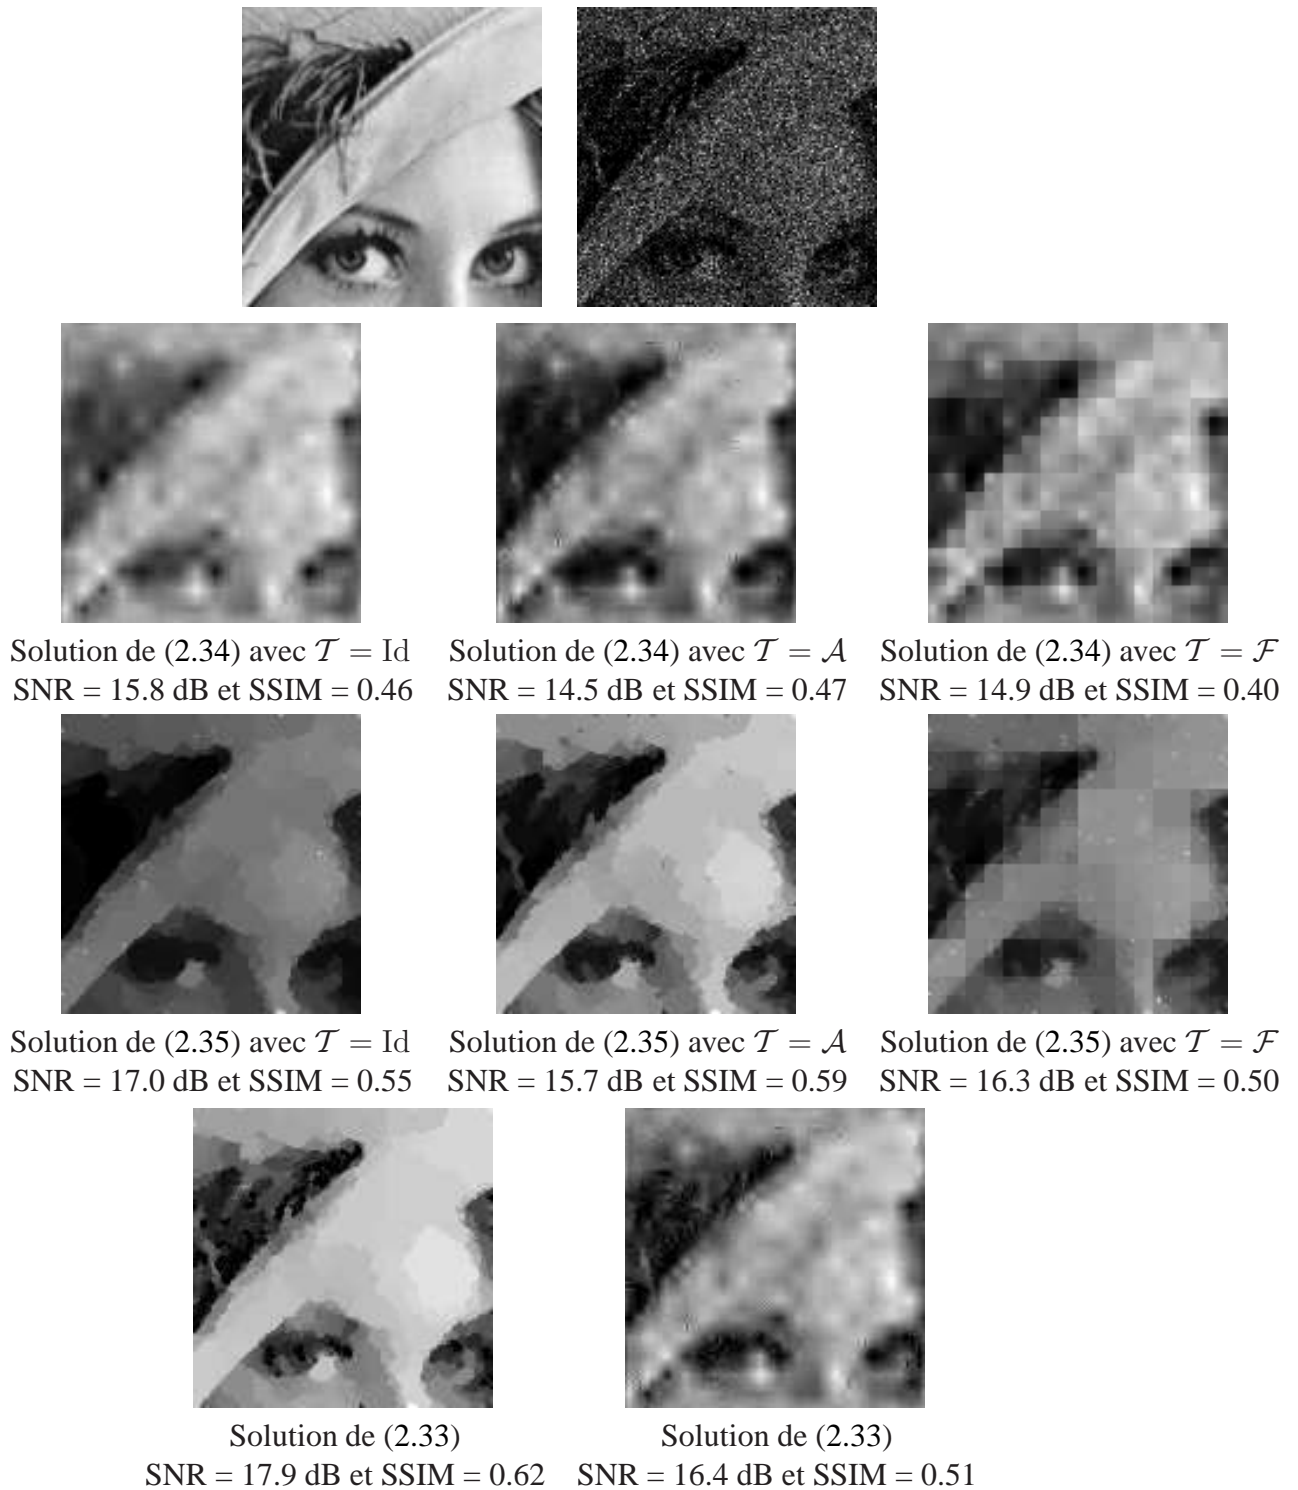 Solution de (2.34) avec 𝒯 = Id
SNR = 15.8 dB et SSIM = 0.46
Solution de (2.34) avec 𝒯 = 𝒜
SNR = 14.5 dB et SSIM = 0.47
Solution de (2.34) avec 𝒯 = ℱ
SNR = 14.9 dB et SSIM = 0.40
Solution de (2.35) avec 𝒯 = Id
SNR = 17.0 dB et SSIM = 0.55
Solution de (2.35) avec 𝒯 = 𝒜
SNR = 15.7 dB et SSIM = 0.59
Solution de (2.35) avec 𝒯 = ℱ
SNR = 16.3 dB et SSIM = 0.50
Solution de (2.33)
SNR = 17.9 dB et SSIM = 0.62
Solution de (2.33)
SNR = 16.4 dB et SSIM = 0.51